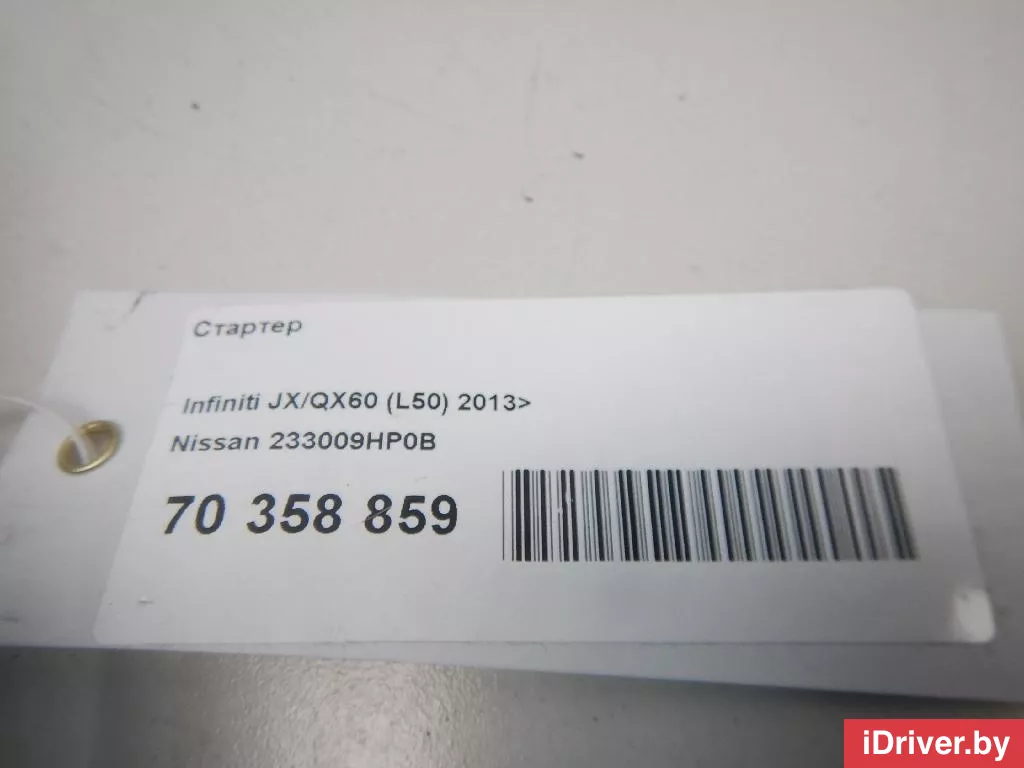 Стартер
Infiniti JX/QX60 (L50) 2013>
Nissan 233009HP0B
70 358 859
iDriver.by